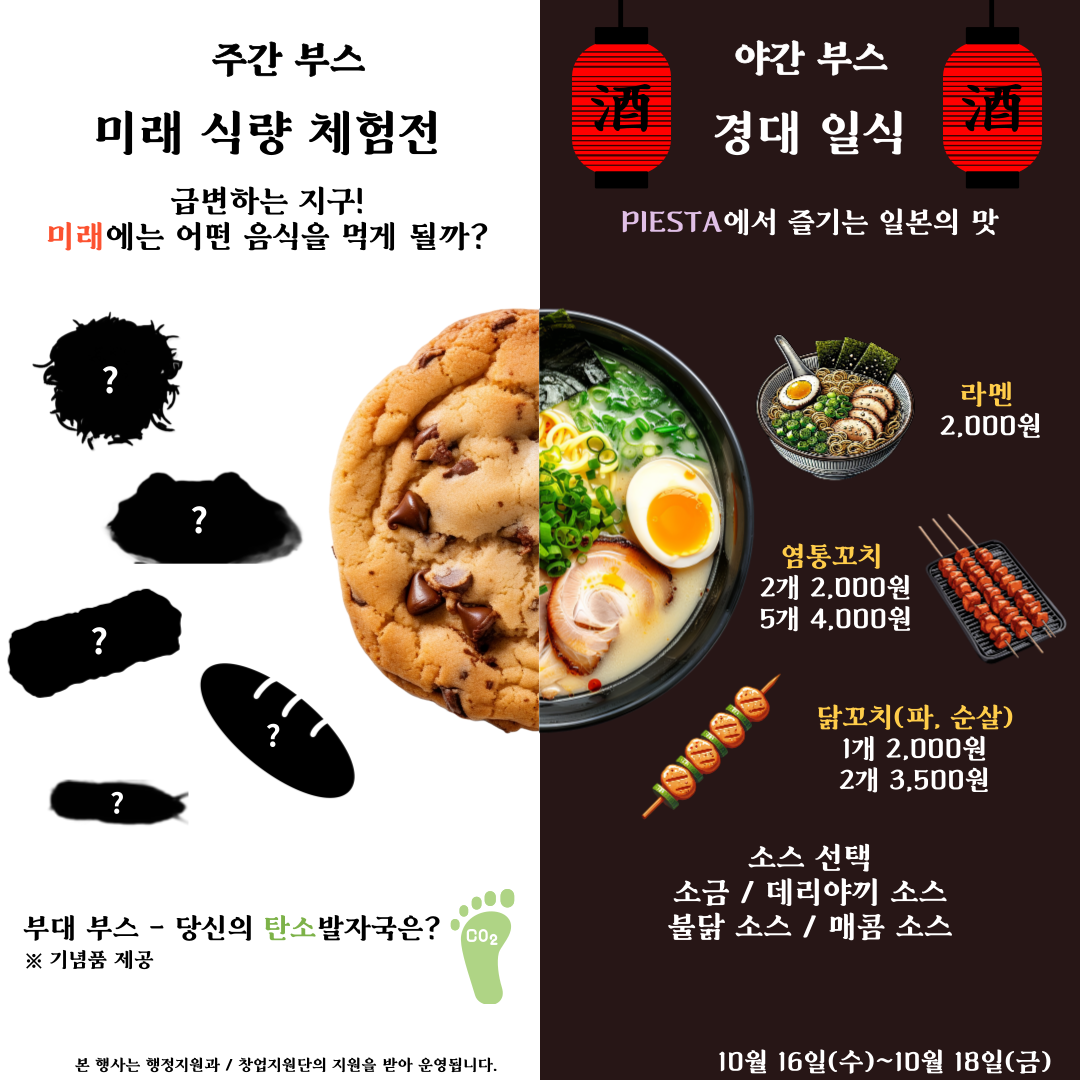 주간 부스
미래 식량 체험전
급변하는 지구!
미래에는 어떤 음식을 먹게 될까?
?
?
?
?
?
부대 부스 - 당신의 탄소발자국은?
CO₂
※ 기념품 제공
본 행사는 행정지원과 / 창업지원단의 지원을 받아 운영됩니다.
酒
야간 부스
경대 일식
酒
PIESTA에서 즐기는 일본의 맛
라멘
2,000원
염통꼬치
2개 2,000원
5개 4,000원
닭꼬치(파, 순살)
1개 2,000원
2개 3,500원
소스 선택
소금 / 데리야끼 소스
불닭 소스 / 매콤 소스
10월 16일(수)~10월 18일(금)